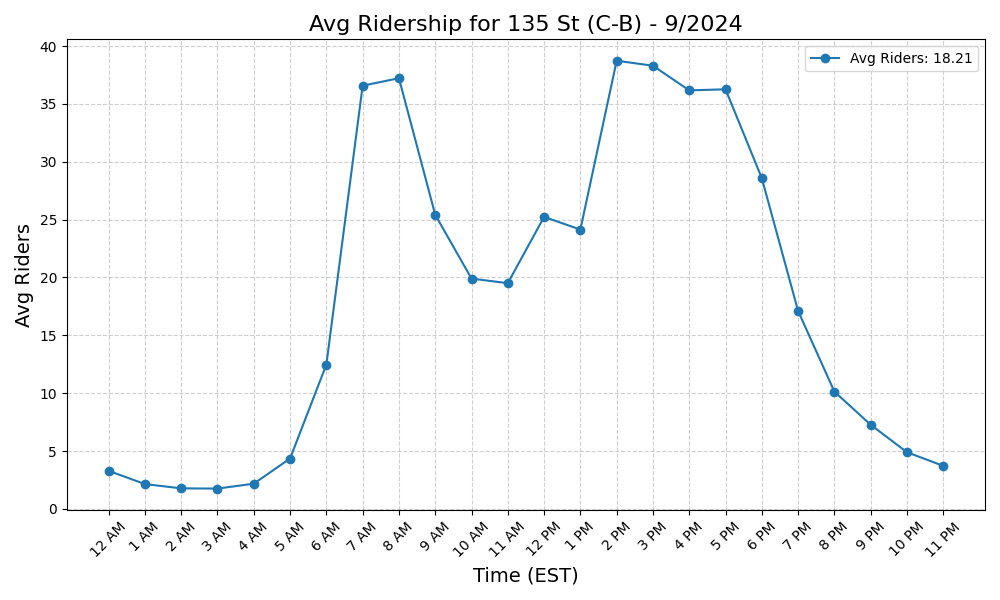 Avg Ridership for 135 St (C-B) - 9/2024
Avg Riders: 18.21
Avg Riders
40
35
30
25
20
15
10
5
0
12 AM
1 AM
2 AM
3 AM
4 AM
5 AM
6 AM
7 AM
8 AM
9 AM
10 AM
11 AM
12 PM
1 PM
2 PM
3 PM
4 PM
5 PM
6 PM
7 PM
8 PM
9 PM
10 PM
11 PM
Time (EST)